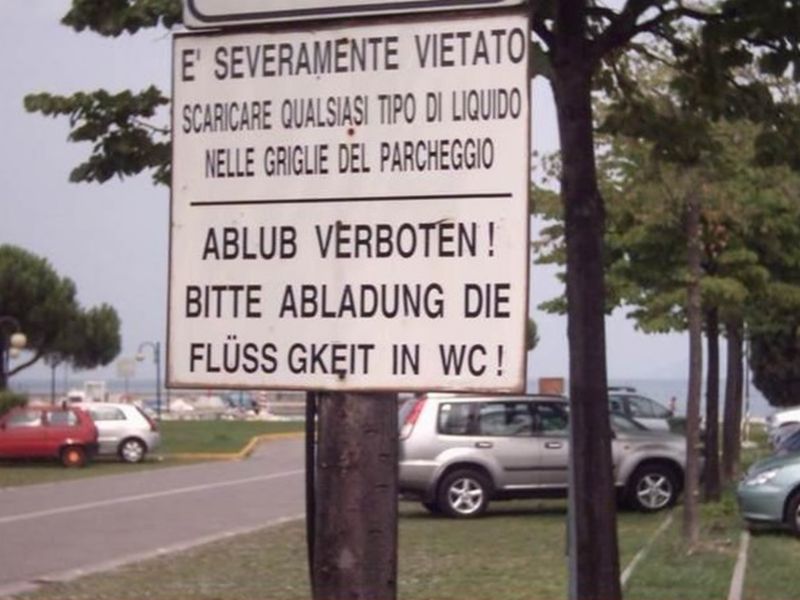 E' SEVERAMENTE VIETATO
SCARICARE QUALSIASI TIPO DI LIQUIDO
NELLE GRIGLIE DEL PARCHEGGIO
ABLUB VERBOTEN!
BITTE ABLADUNG DIE
FLÜSS GKEIT IN WC!